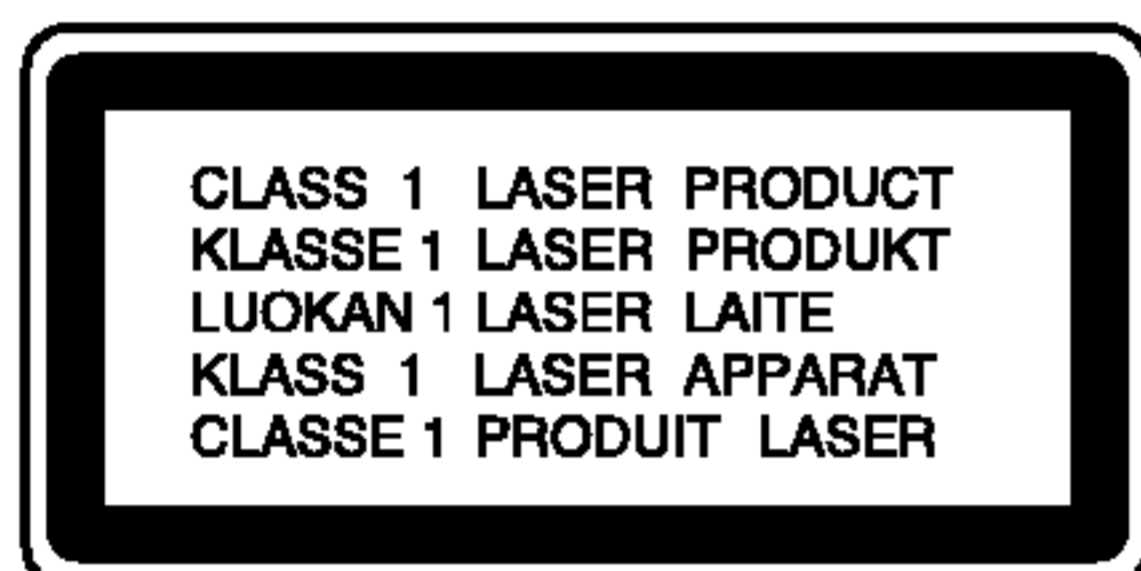 CLASS 1 LASER PRODUCT
KLASSE 1 LASER PRODUKT
LUOKAN 1 LASER LAITE
KLASS 1 LASER APPARAT
CLASSE 1 PRODUIT LASER